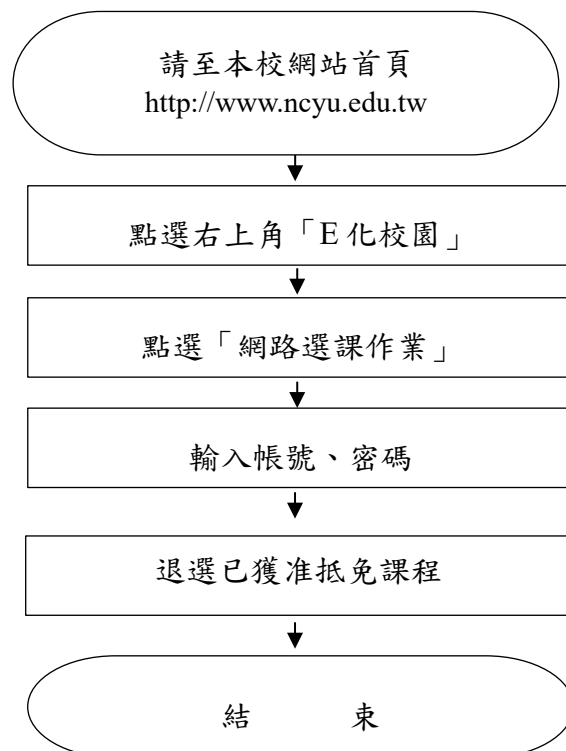 請至本校網站首頁
http://www.ncyu.edu.tw
點選右上角「E化校園」
點選「網路選課作業」
輸入帳號、密碼
退選已獲准抵免課程
結 束